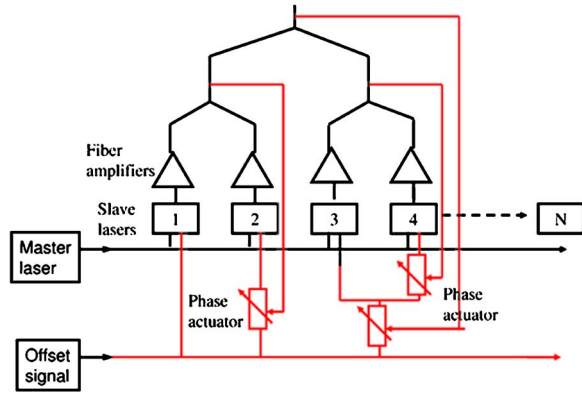 Fiber
amplifiers
Slave
lasers
1
2
3
4
N
Master
laser
Phase
actuator
Phase
actuator
Offset
signal